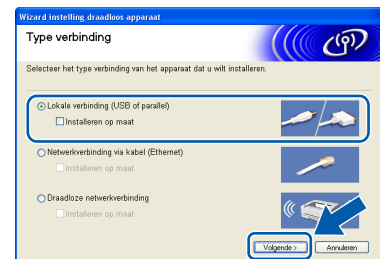 Wizard instelling draadloos apparaat
Type verbinding
Selecteer het type verbinding van het apparaat dat u wilt installeren.
Lokale verbinding (USB of parallel)
Installeren op maat
Netwerkverbinding via kabel (Ethernet)
Installeren op maat
Draadloze netwerkverbinding
Installeren op maat
Volgende >
Annuleren